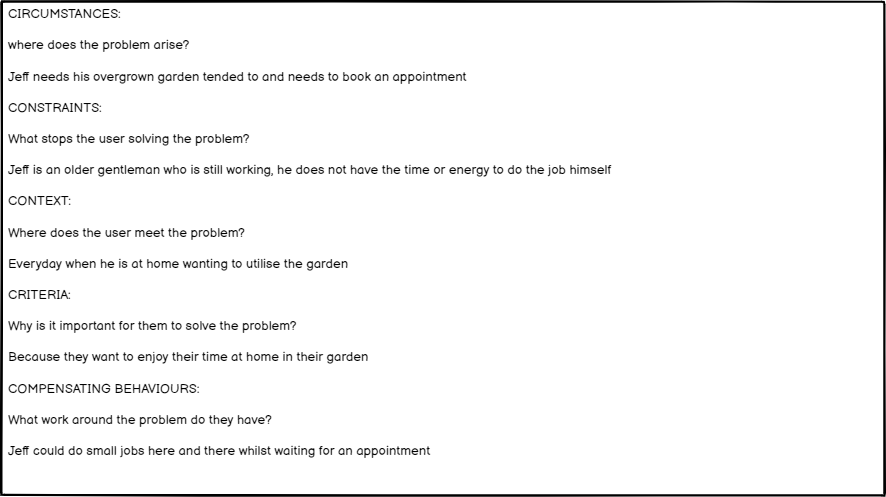 CIRCUMSTANCES:
where does the problem arise?
Jeff needs his overgrown garden tended to and needs to book an appointment
CONSTRAINTS:
What stops the user solving the problem?
Jeff is an older gentleman who is still working, he does not have the time or energy to do the job himself
CONTEXT:
Where does the user meet the problem?
Everyday when he is at home wanting to utilise the garden
CRITERIA:
Why is it important for them to solve the problem?
Because they want to enjoy their time at home in their garden
COMPENSATING BEHAVIOURS:
What work around the problem do they have?
Jeff could do small jobs here and there whilst waiting for an appointment